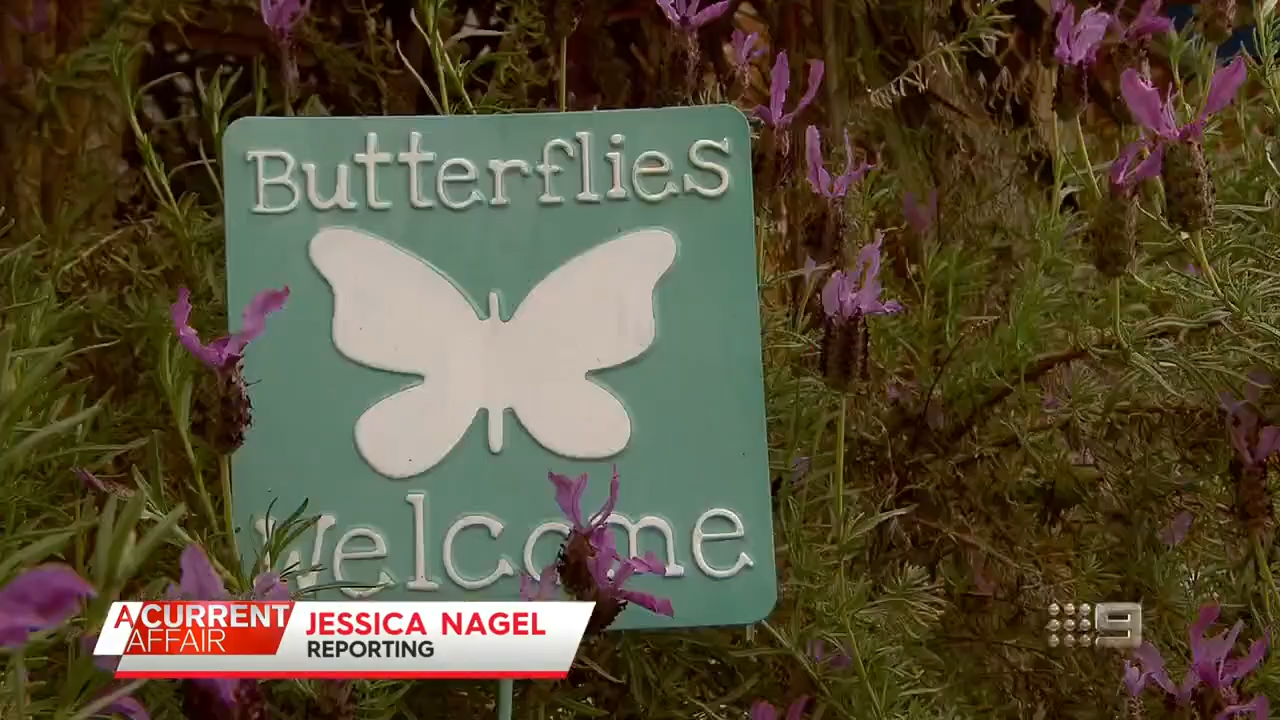 Butterflies
Welcome
A CURRENT
AFFAIR
JESSICA NAGEL
REPORTING
9